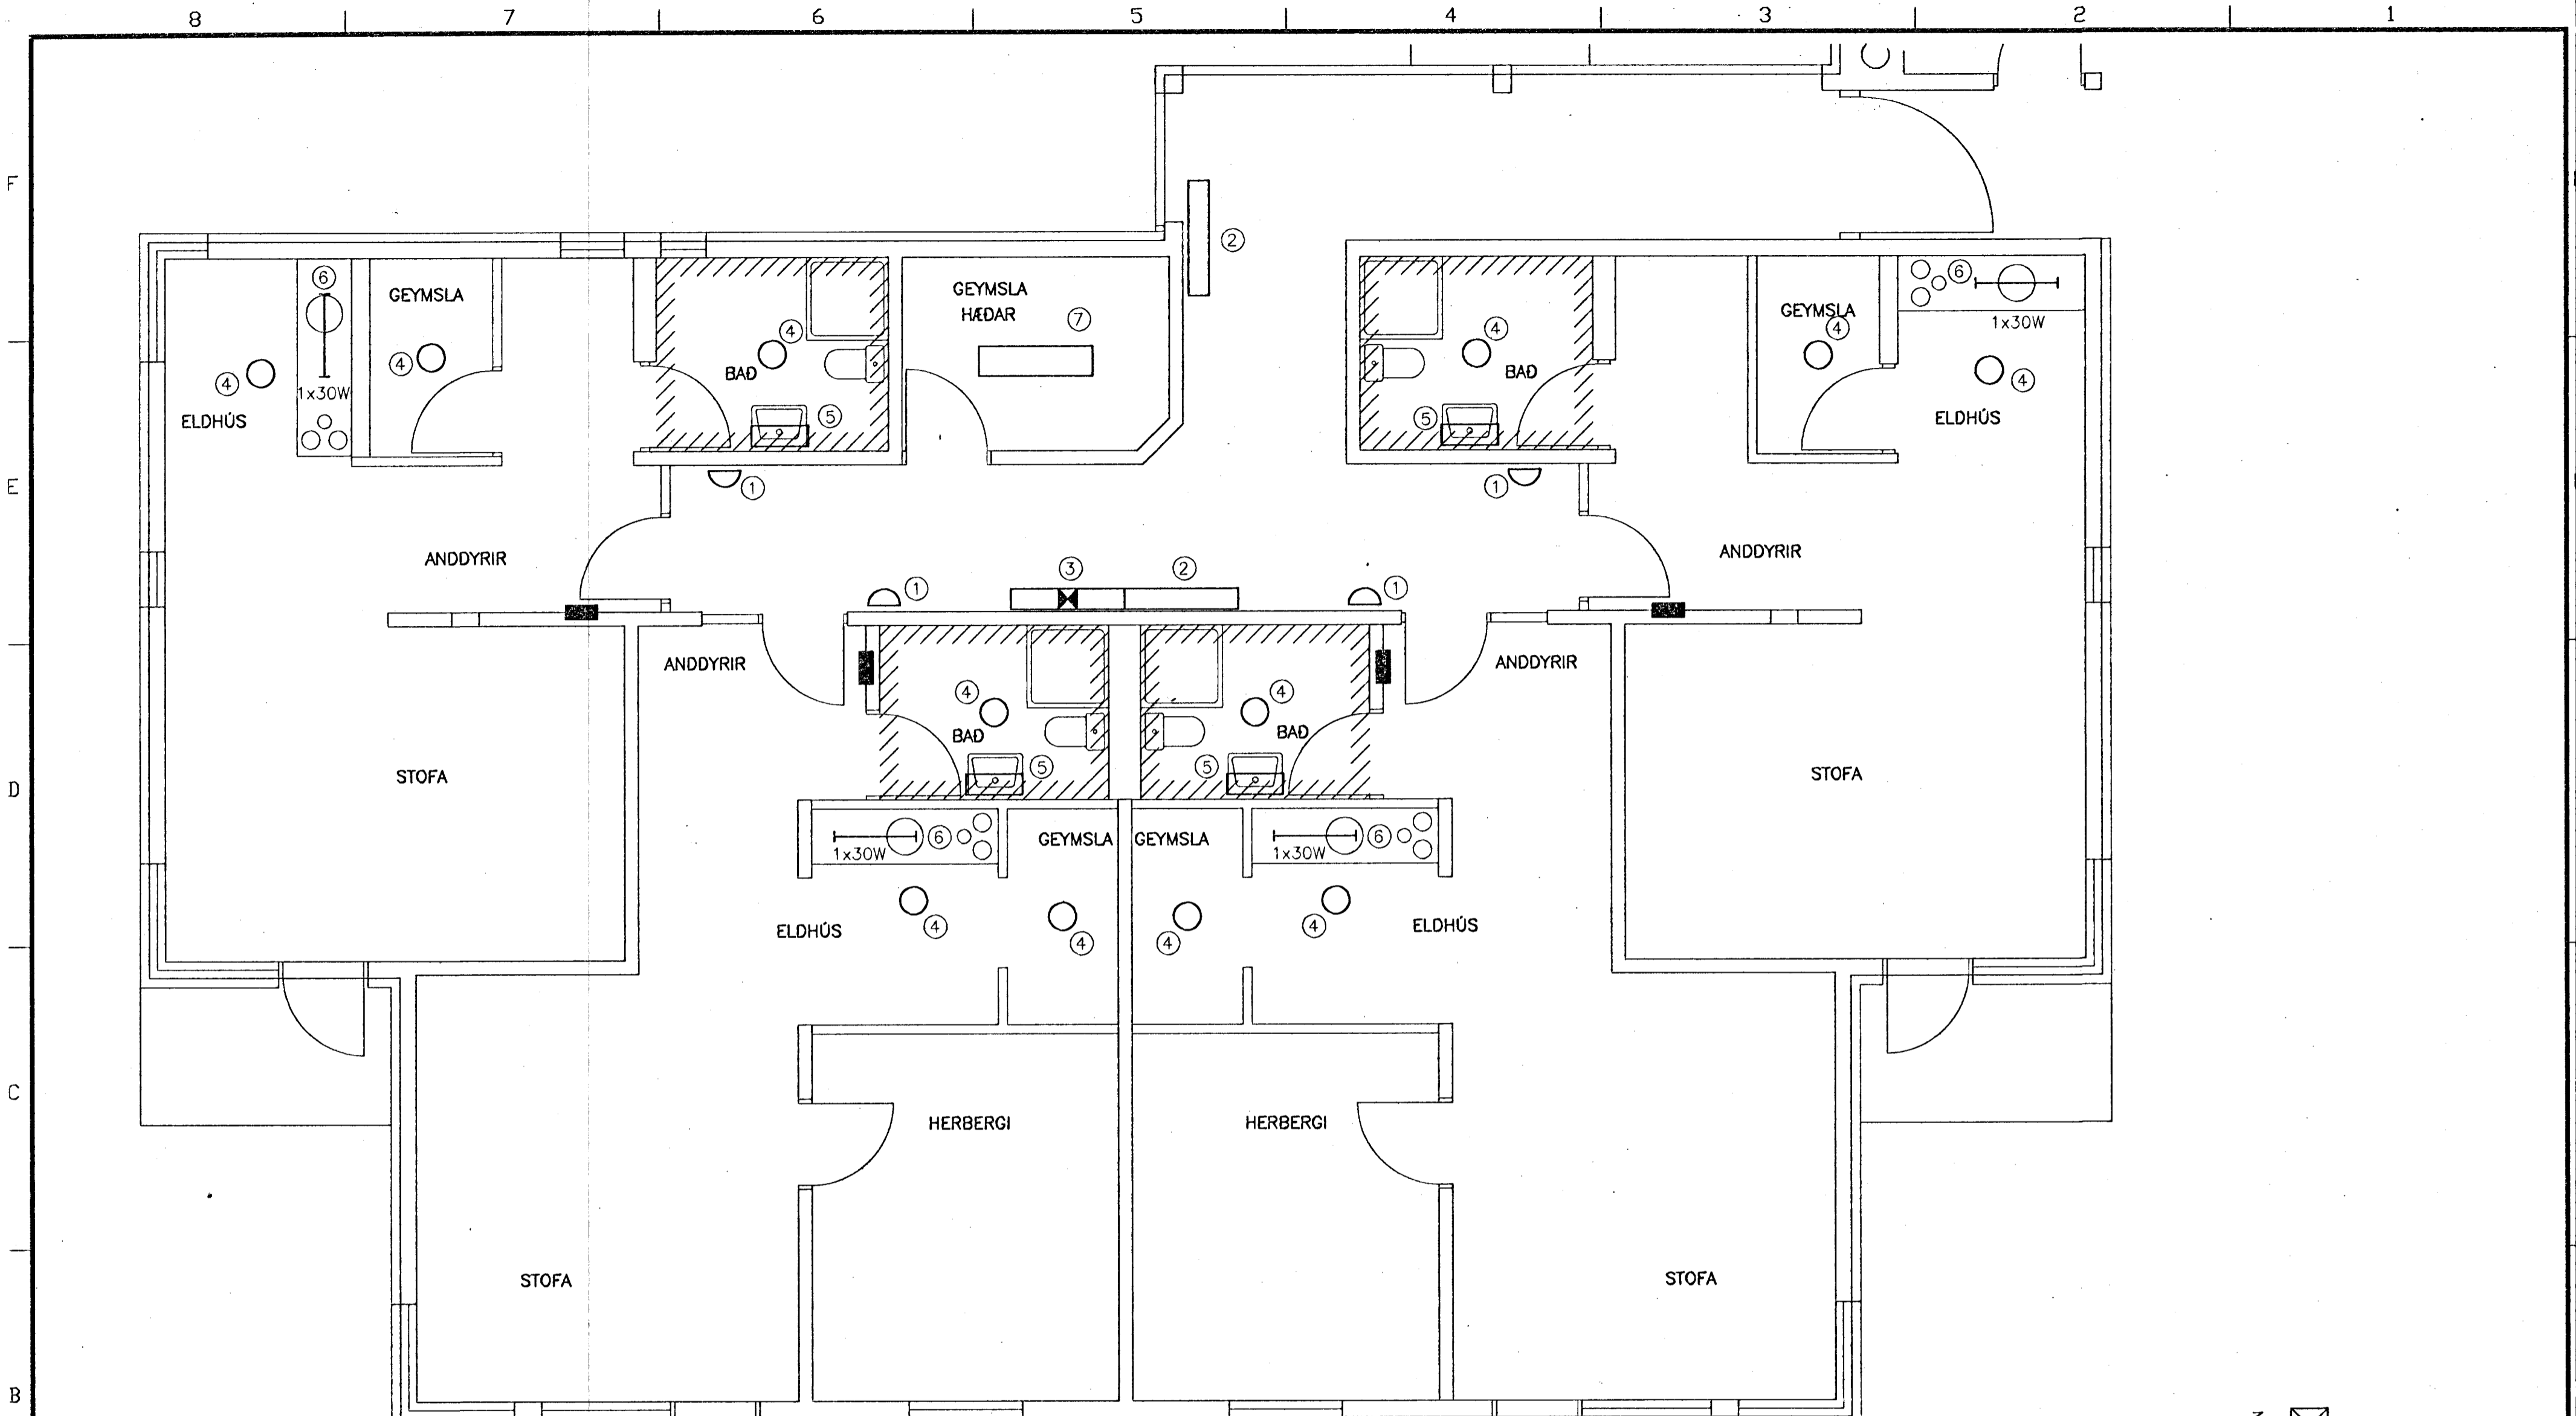 8 7 6 5 4 3 2 1
F
2
6
GEYMSLA
GEYMSLA
HÆÐAR
7
4
4
GEYMSLA
4
6
1x30W
4
4
1x30W
BAÐ
BAÐ
4
ELDHÚS
5
5
ELDHÚS
E
1
1
ANDDYRIR
ANDDYRIR
1
3
2
1
ANDDYRIR
ANDDYRIR
4
4
BAÐ
BAÐ
STOFA
5
5
STOFA
D
1x30W
6
GEYMSLA
GEYMSLA
1x30W
6
ELDHÚS
4
4
4
4
ELDHÚS
C
HERBERGI
HERBERGI
STOFA
STOFA
B